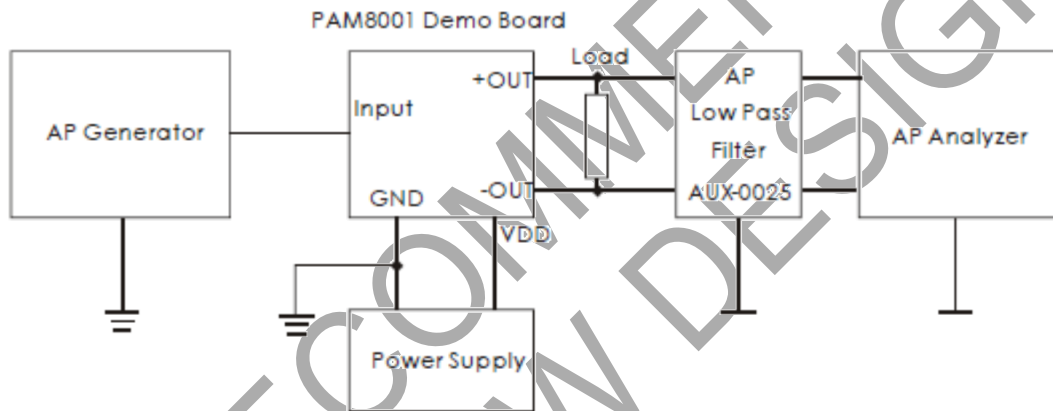 PAM8001 Demo Board
AP Generator
Input
+OUT
-OUT
GND
VDD
Load
AP
Low Pass
Filtêr
AUX-0025
AP Analyzer
Power Supply